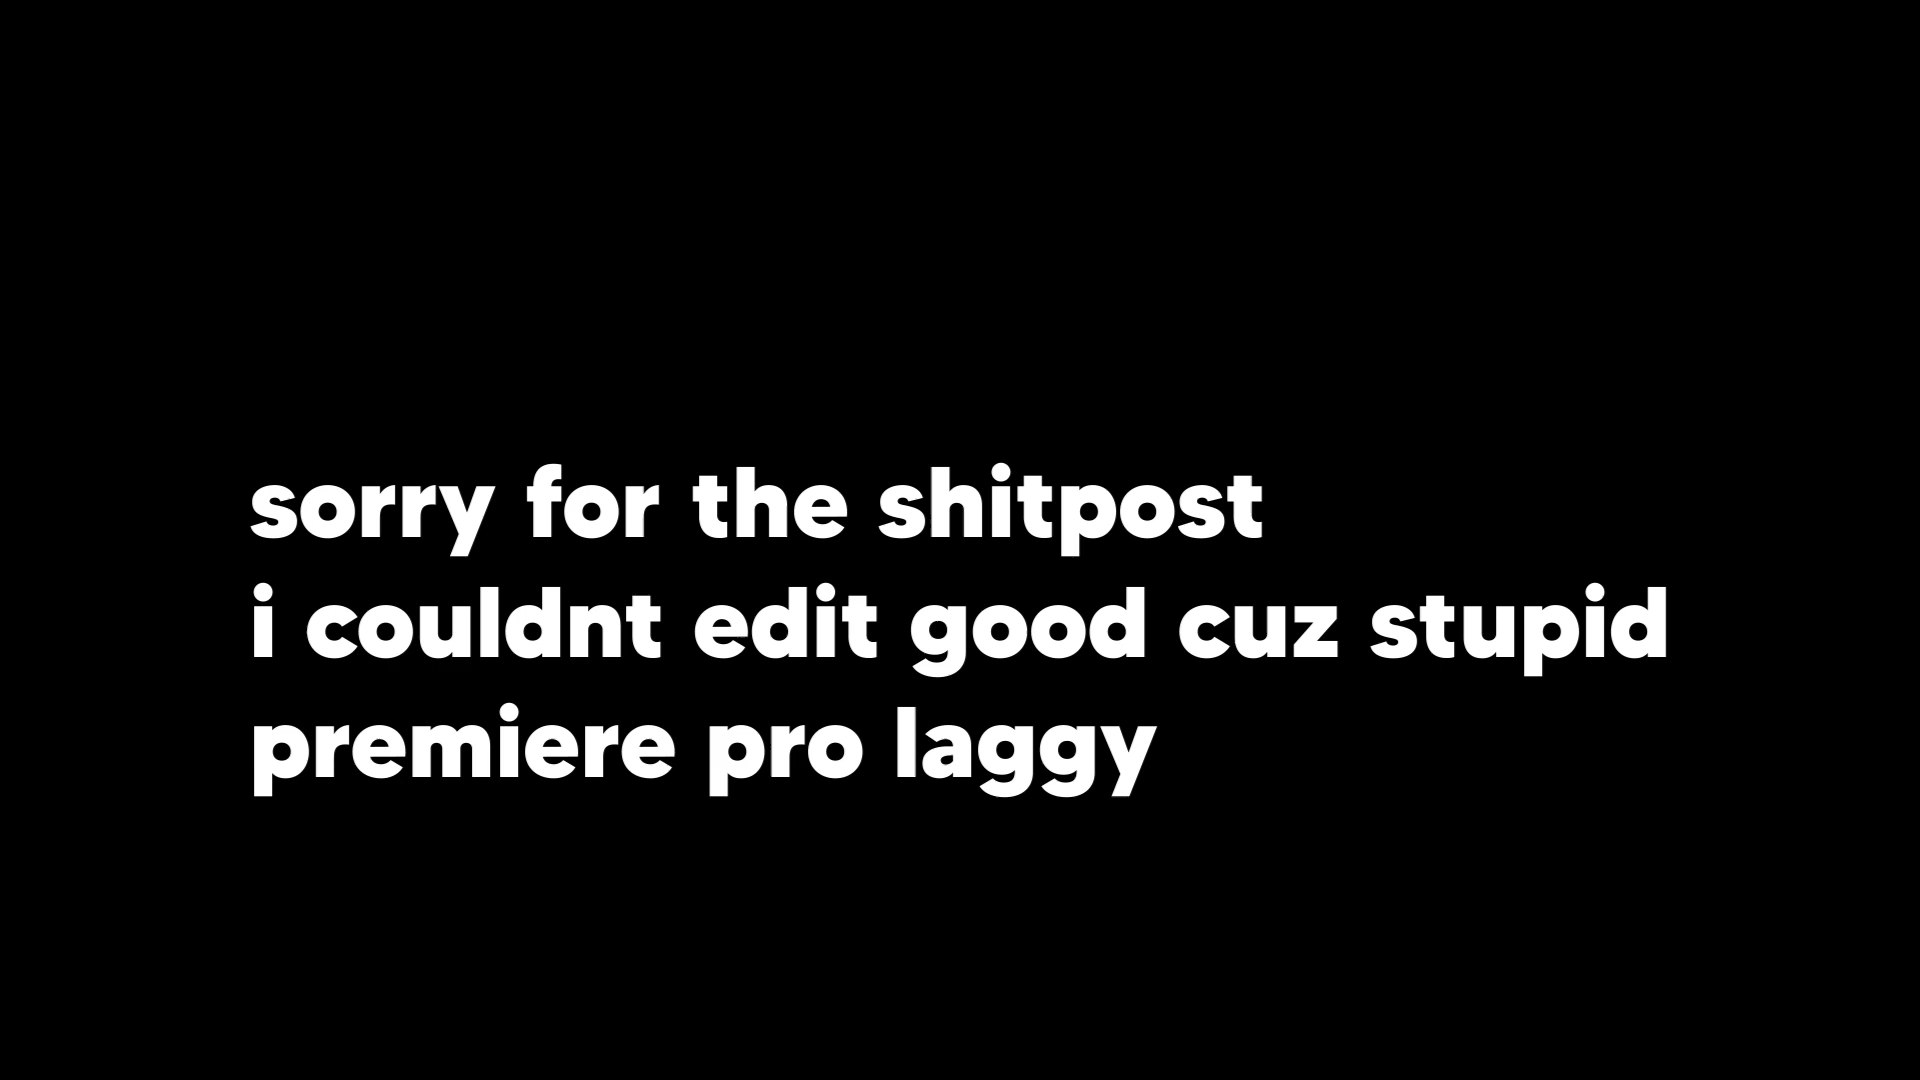 sorry for the shitpost
i couldnt edit good cuz stupid
premiere pro laggy